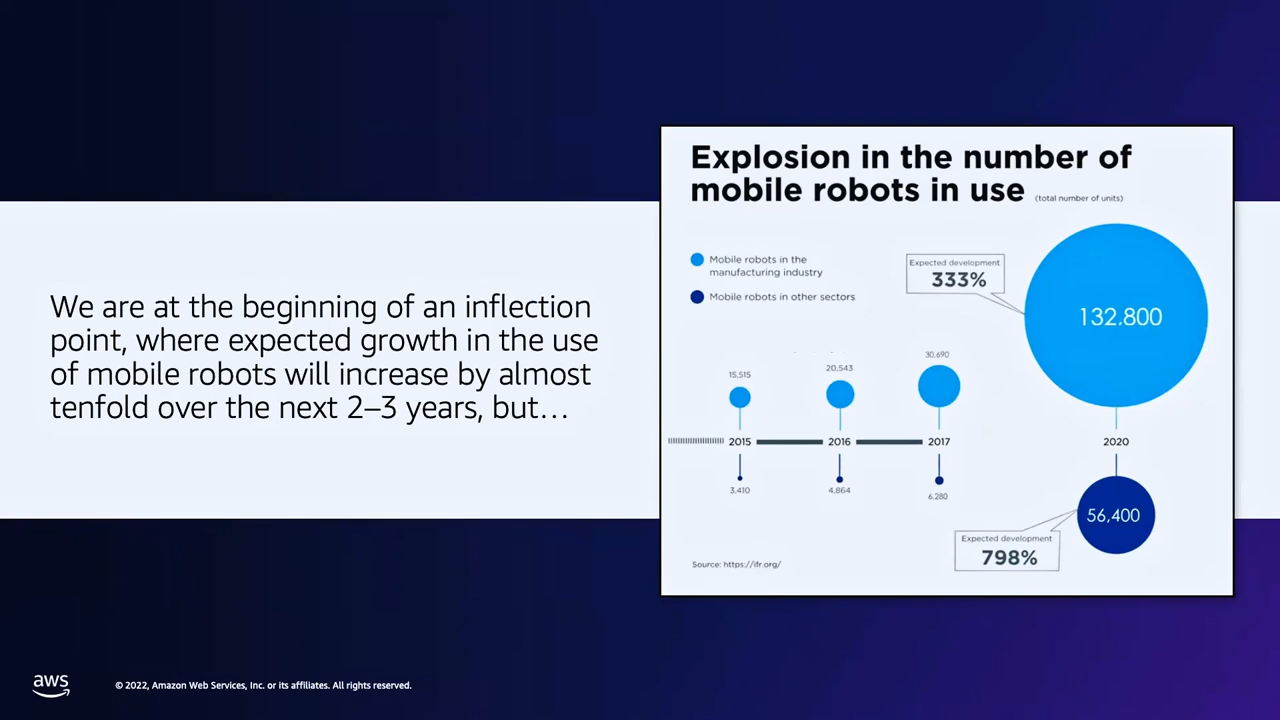 We are at the beginning of an inflection
point, where expected growth in the use
of mobile robots will increase by almost
tenfold over the next 2–3 years, but…
Explosion in the number of
mobile robots in use (total number of units)
Mobile robots in the
manufacturing industry
Mobile robots in other sectors
Expected development
333%
132.800
15,515
20,543
30.690
2015
2016
2017
2020
3,410
4,864
6.280
56,400
Expected development
798%
Source: https://ifr.org/
aws
© 2022, Amazon Web Services, Inc. or its affiliates. All rights reserved.